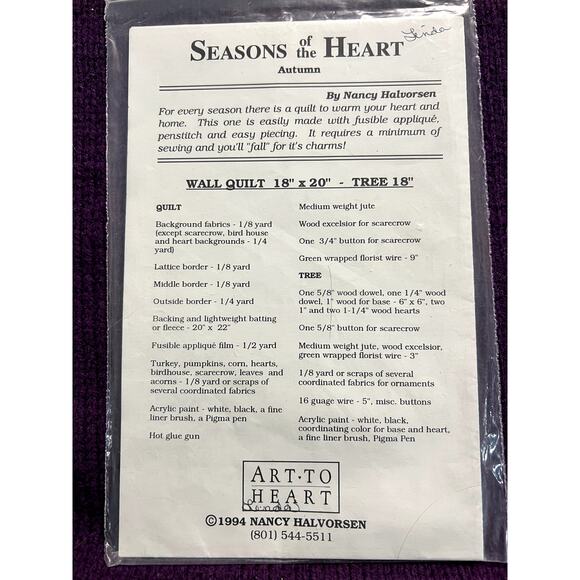 Linda
SEASONS of the HEART
Autumn
By Nancy Halvorsen
For every season there is a quilt to warm your heart and
home. This one is easily made with fusible appliqué,
penstitch and easy piecing. It requires a minimum of
sewing and you'll "fall" for it's charms!
WALL QUILT 18" x 20" - TREE 18"
QUILT
Background fabrics - 1/8 yard
(except scarecrow, bird house
and heart backgrounds - 1/4
yard)
Lattice border - 1/8 yard
Middle border - 1/8 yard
Outside border - 1/4 yard
Backing and lightweight batting
or fleece - 20" x 22"
Fusible appliqué film - 1/2 yard
Turkey, pumpkins, corn, hearts,
birdhouse, scarecrow, leaves and
acorns - 1/8 yard or scraps of
several coordinated fabrics
Acrylic paint - white, black, a fine
liner brush, a Pigma pen
Hot glue gun
Medium weight jute
Wood excelsior for scarecrow
One 3/4" button for scarecrow
Green wrapped florist wire - 9"
TREE
One 5/8" wood dowel, one 1/4" wood
dowel, 1" wood for base - 6" x 6", two
1" and two 1-1/4" wood hearts
One 5/8" button for scarecrow
Medium weight jute, wood excelsior,
green wrapped florist wire - 3"
1/8 yard or scraps of several
coordinated fabrics for ornaments
16 guage wire - 5", misc. buttons
Acrylic paint - white, black,
coordinating color for base and heart,
a fine liner brush, Pigma Pen
ART·TO
HEART
Linda
©1994 NANCY HALVORSEN
(801) 544-5511